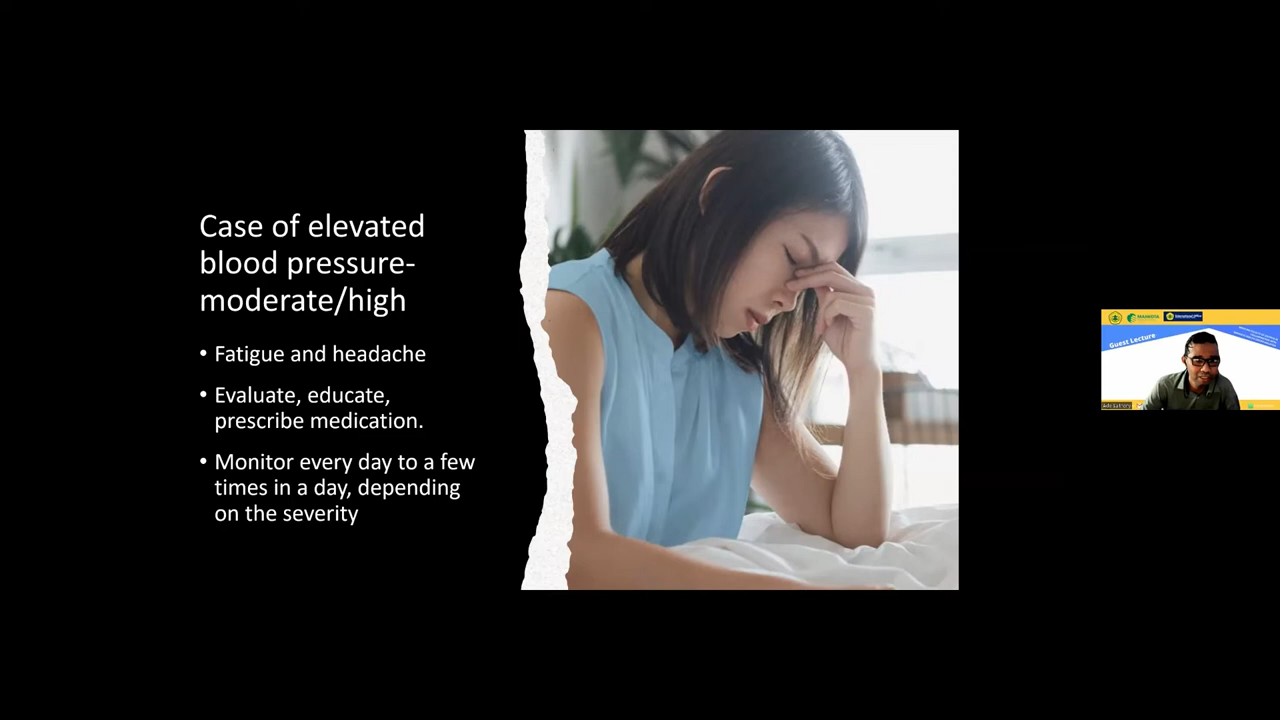 Case of elevated
blood pressure-
moderate/high
• Fatigue and headache
• Evaluate, educate,
prescribe medication.
• Monitor every day to a few
times in a day, depending
on the severity
Guest Lecture